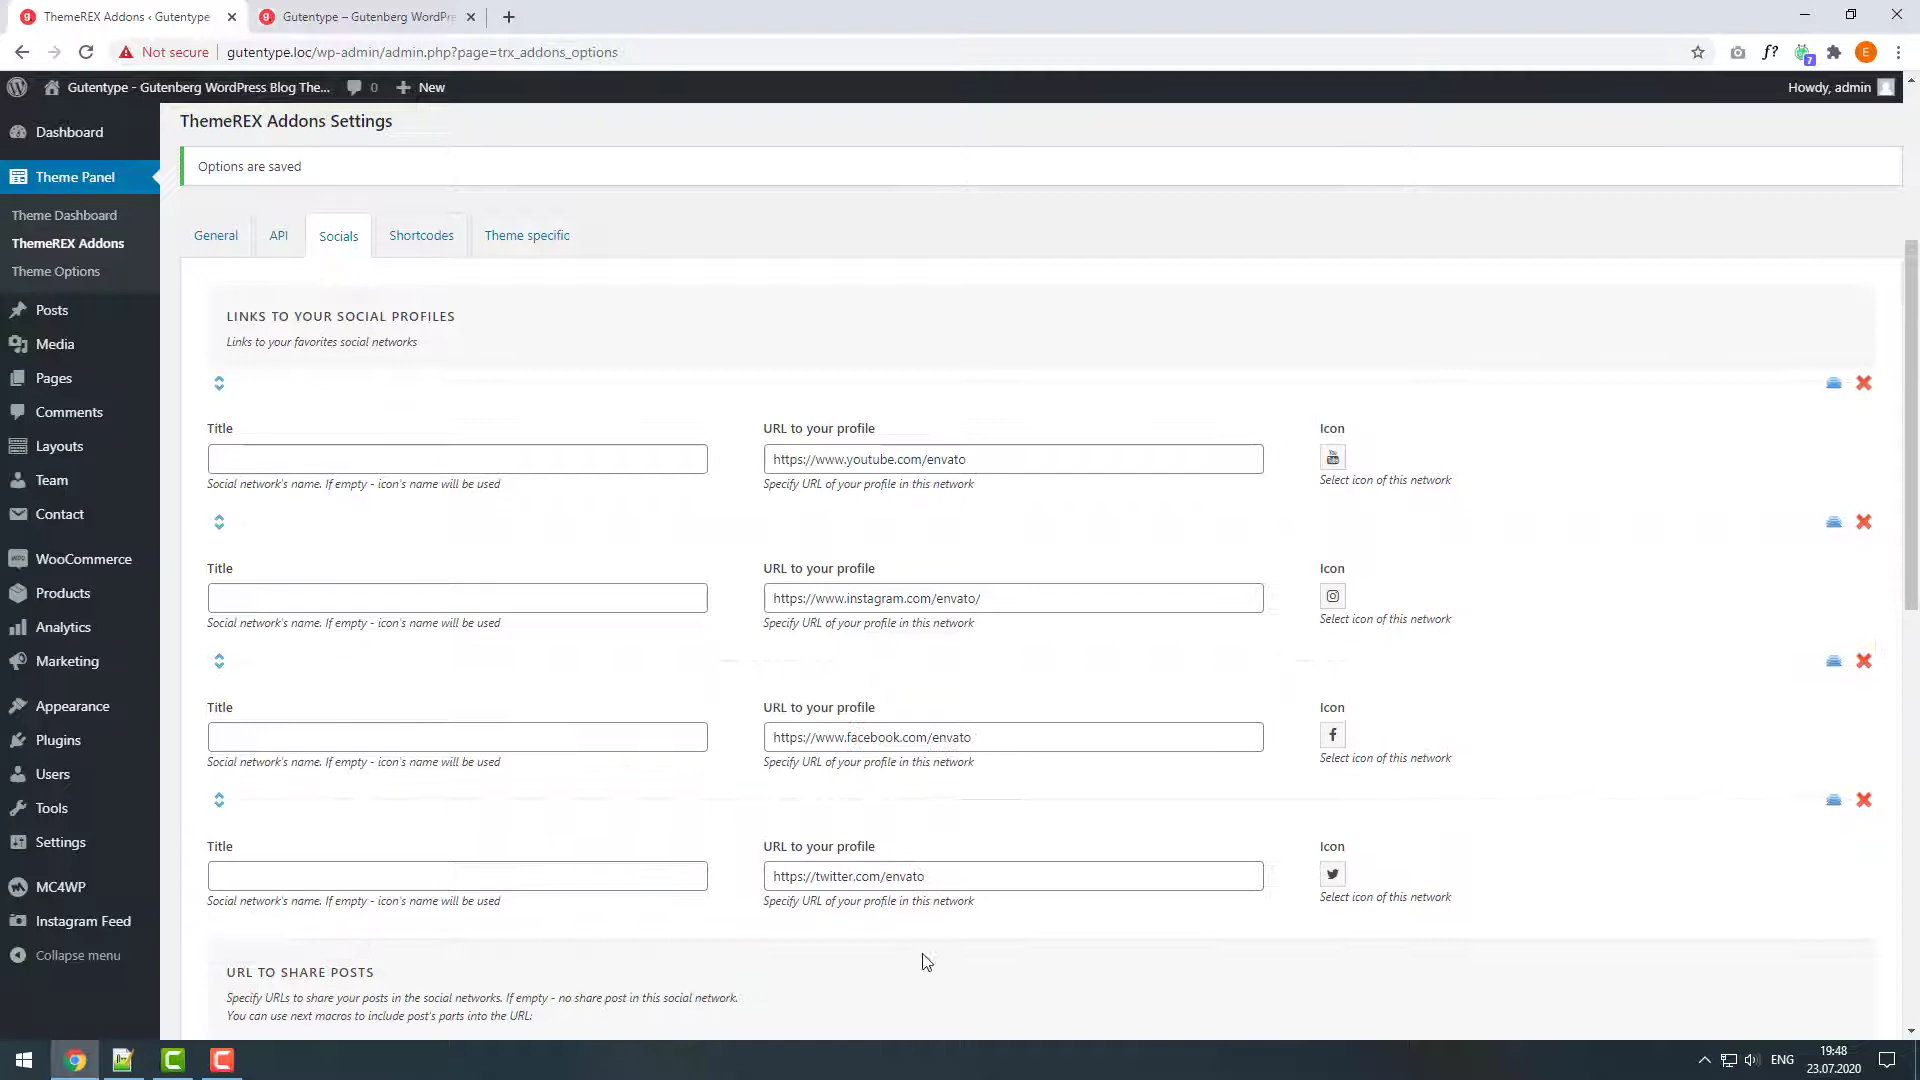 ThemeREX Addons ‹ Gutentype
Gutentype – Gutenberg WordPre
Not secure
gutentype.loc/wp-admin/admin.php?page=trx_addons_options
f?
7
E
Gutentype - Gutenberg WordPress Blog The...
0
New
Howdy, admin
Dashboard
Theme Panel
Theme Dashboard
ThemeREX Addons
Theme Options
Posts
Media
Pages
Comments
Layouts
Team
Contact
WooCommerce
Products
Analytics
Marketing
Appearance
Plugins
Users
Tools
Settings
MC4WP
Instagram Feed
Collapse menu
ThemeREX Addons Settings
Options are saved
General
API
Socials
Shortcodes
Theme specific
LINKS TO YOUR SOCIAL PROFILES
Links to your favorites social networks
Title
URL to your profile
Icon
https://www.youtube.com/envato
Social network's name. If empty - icon's name will be used
Specify URL of your profile in this network
Select icon of this network
Title
URL to your profile
Icon
https://www.instagram.com/envato/
Social network's name. If empty - icon's name will be used
Specify URL of your profile in this network
Select icon of this network
Title
URL to your profile
Icon
https://www.facebook.com/envato
Social network's name. If empty - icon's name will be used
Specify URL of your profile in this network
Select icon of this network
Title
URL to your profile
Icon
https://twitter.com/envato
Social network's name. If empty - icon's name will be used
Specify URL of your profile in this network
Select icon of this network
URL TO SHARE POSTS
Specify URLs to share your posts in the social networks. If empty - no share post in this social network.
You can use next macros to include post's parts into the URL:
ENG
19:48
23.07.2020